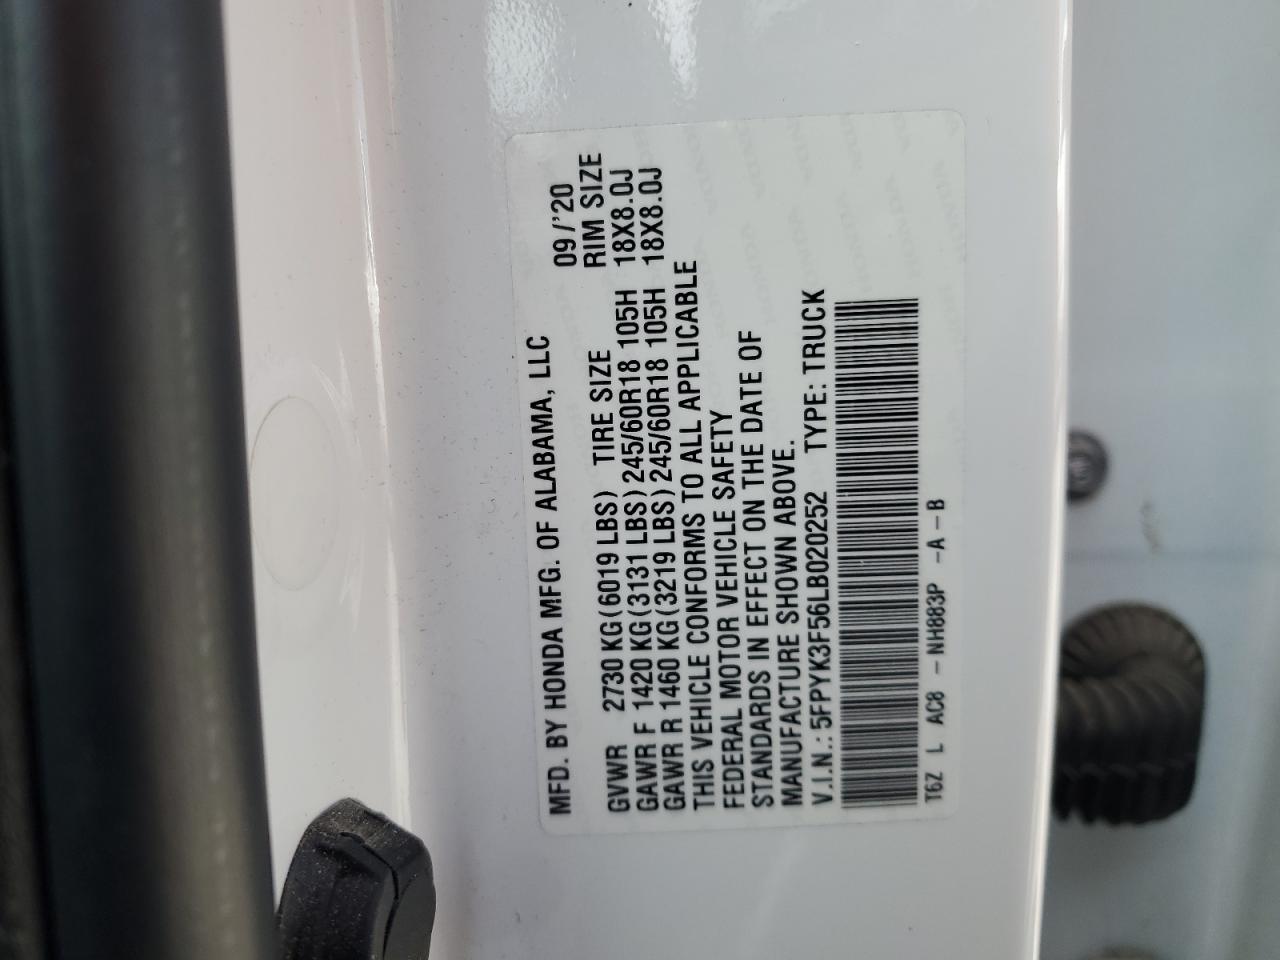 MFD. BY HONDA MFG. OF ALABAMA, LLC 09/'20
GVWR 2730 KG(6019 LBS) TIRE SIZE RIM SIZE
GAWR F 1420 KG(3131 LBS)245/60R18 105H 18X8.0J
GAWR R 1460 KG(3219 LBS)245/60R18 105H 18X8.0J
THIS VEHICLE CONFORMS TO ALL APPLICABLE
FEDERAL MOTOR VEHICLE SAFETY
STANDARDS IN EFFECT ON THE DATE OF
MANUFACTURE SHOWN ABOVE.
V.I.N.: 5FPYK3F56LB020252 TYPE: TRUCK
T6Z L AC8 -NH883P -A-B